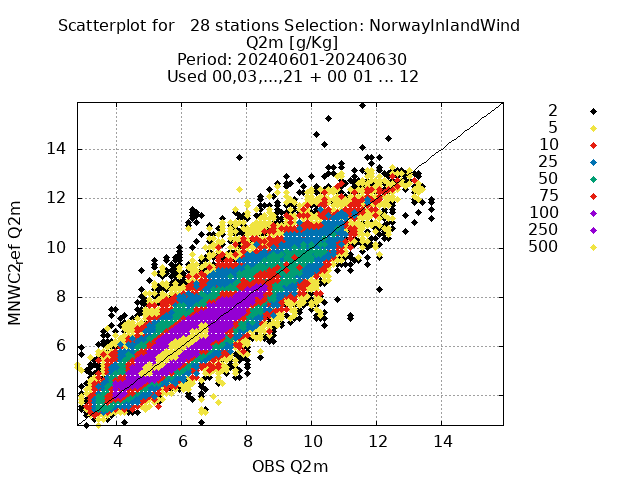 Scatterplot for 28 stations Selection: NorwayInlandWind
Q2m [g/Kg]
Period: 20240601-20240630
Used 00,03,...,21 + 00 01 ... 12
2
5
10
25
50
75
100
250
500
14
12
10
8
6
4
MNWC2ref Q2m
4 6 8 10 12 14
OBS Q2m